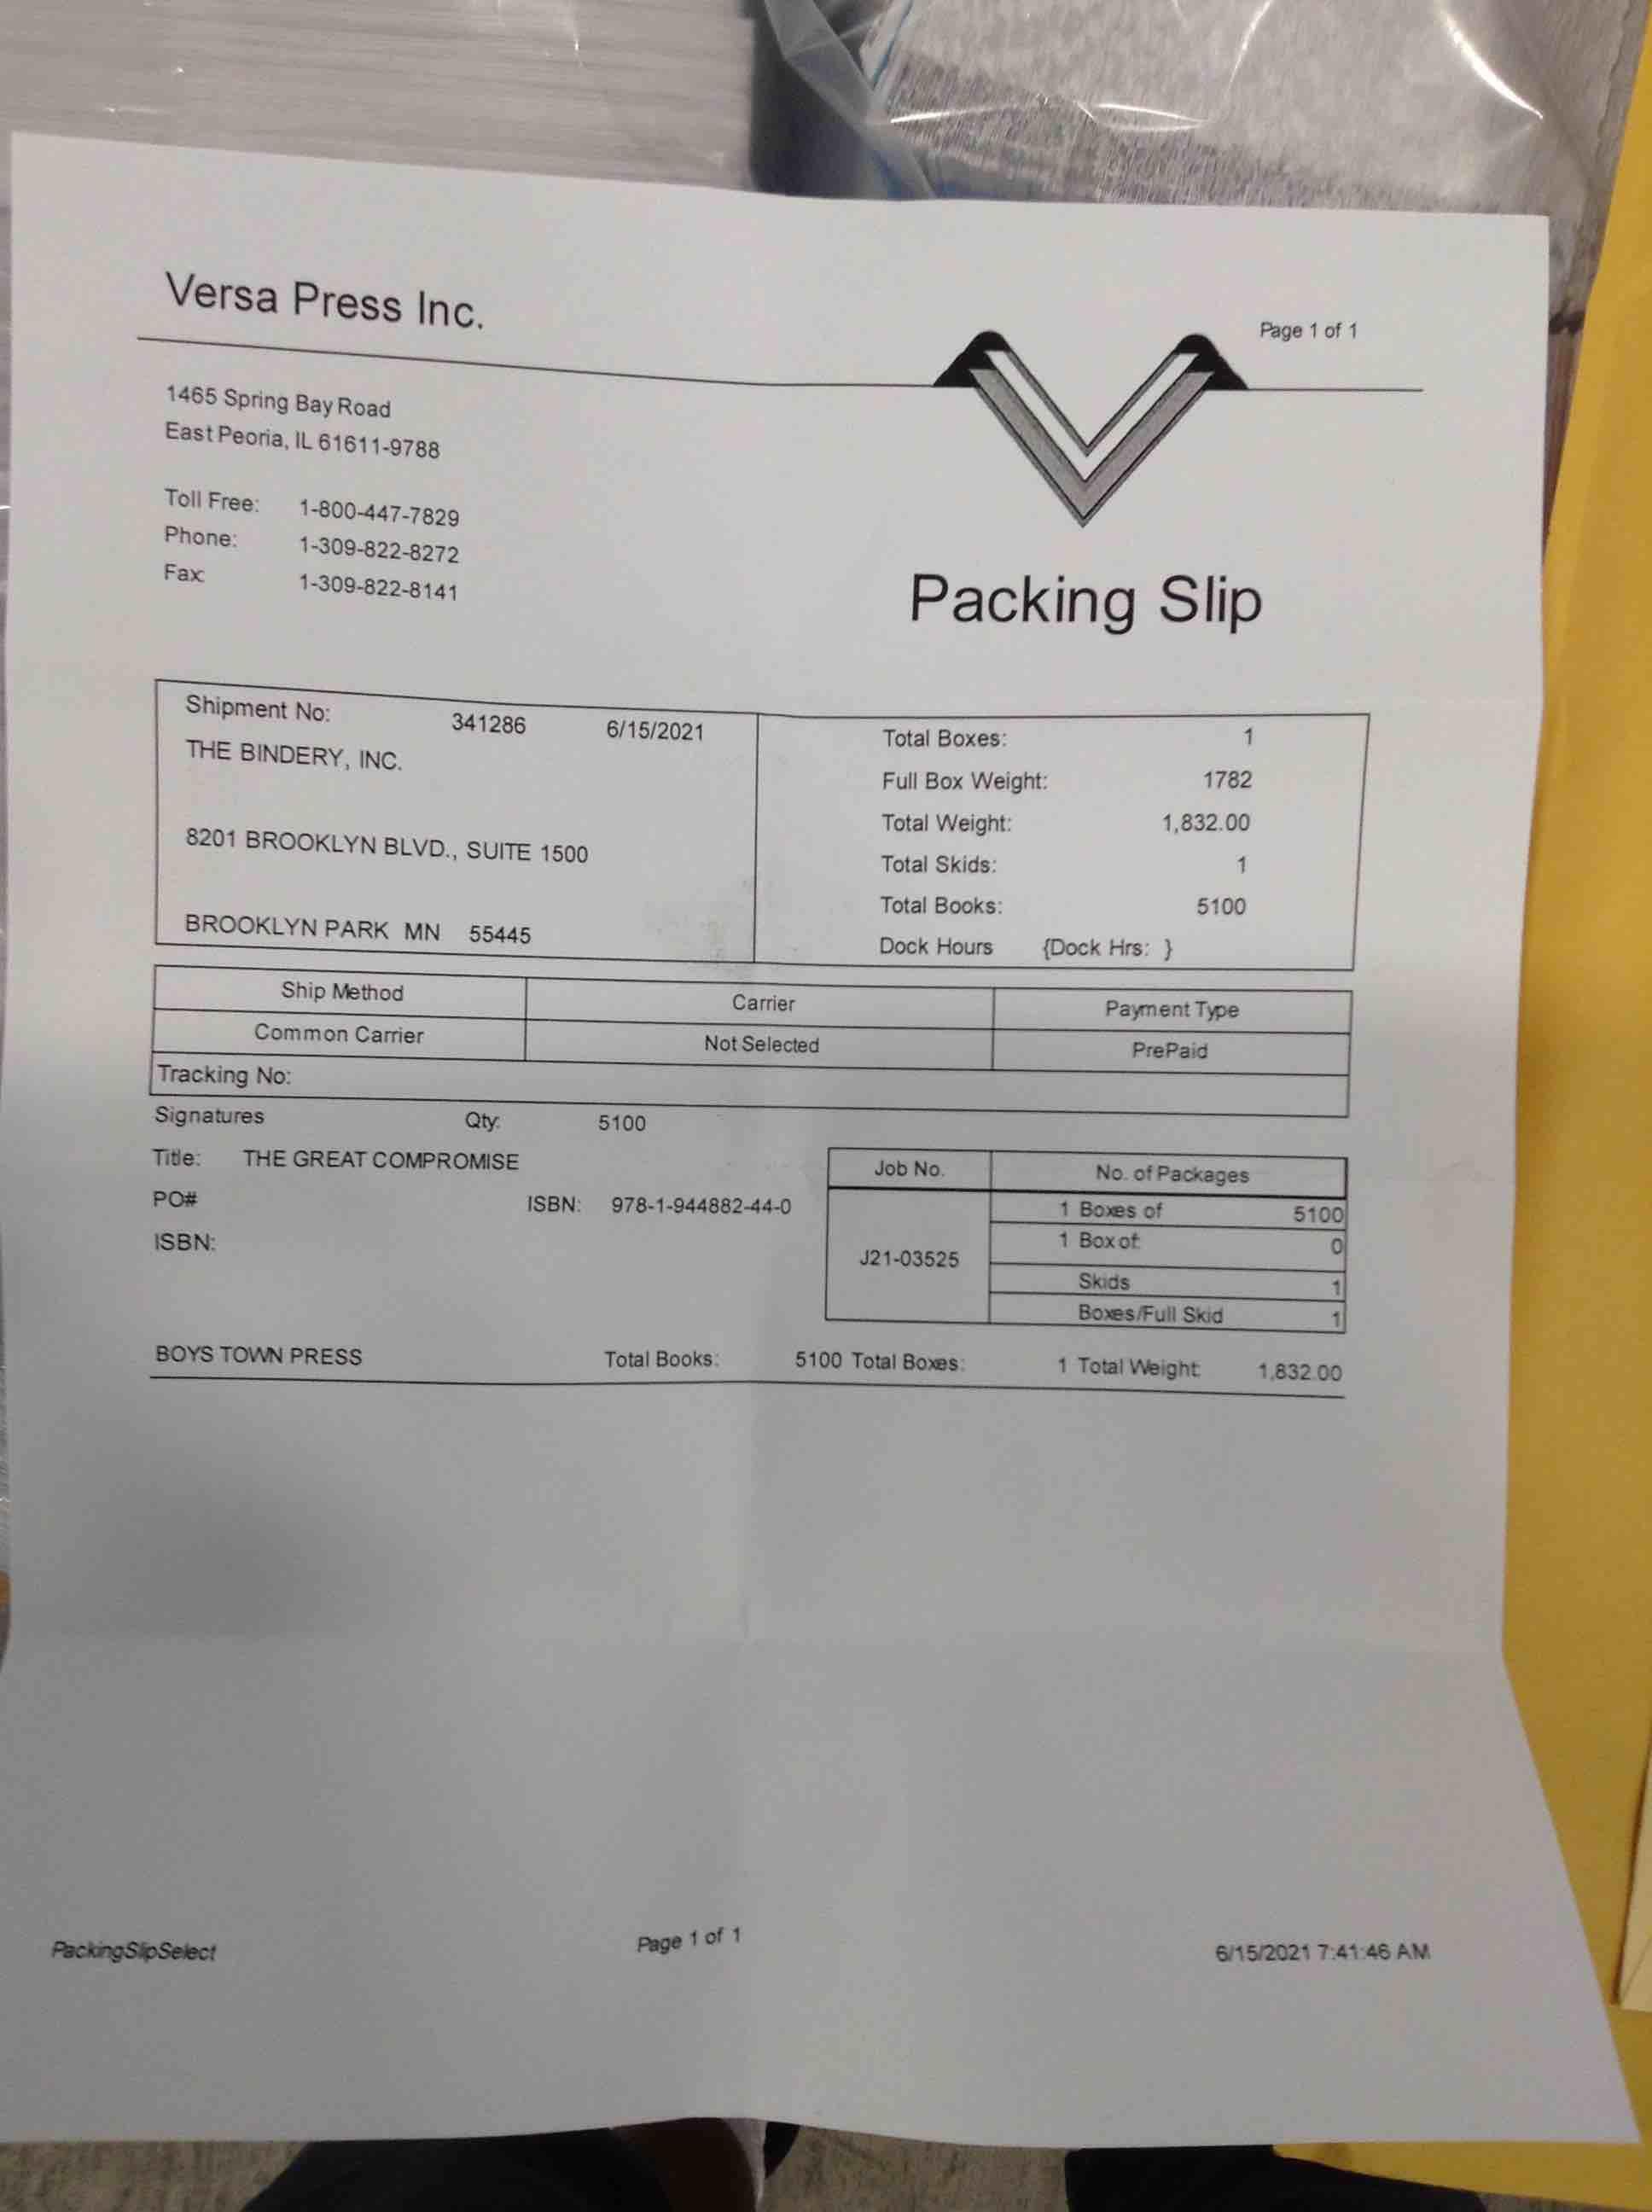 Versa Press Inc.
Page 1 of 1
1465 Spring Bay Road
East Peoria, IL 61611-9788
Toll Free: 1-800-447-7829
Phone: 1-309-822-8272
Fax: 1-309-822-8141
Packing Slip
Shipment No: 341286 6/15/2021
THE BINDERY, INC.
8201 BROOKLYN BLVD., SUITE 1500
BROOKLYN PARK MN 55445
Total Boxes: 1
Full Box Weight: 1782
Total Weight: 1,832.00
Total Skids: 1
Total Books: 5100
Dock Hours {Dock Hrs: }
Ship Method Carrier Payment Type
Common Carrier Not Selected PrePaid
Tracking No:
Signatures Qty: 5100
Title: THE GREAT COMPROMISE
PO# ISBN: 978-1-944882-44-0
ISBN:
Job No. No. of Packages
J21-03525
1 Boxes of 5100
1 Box of: 0
Skids 1
Boxes/Full Skid 1
BOYS TOWN PRESS Total Books: 5100 Total Boxes: 1 Total Weight: 1,832.00
PackingSlipSelect Page 1 of 1 6/15/2021 7:41:46 AM